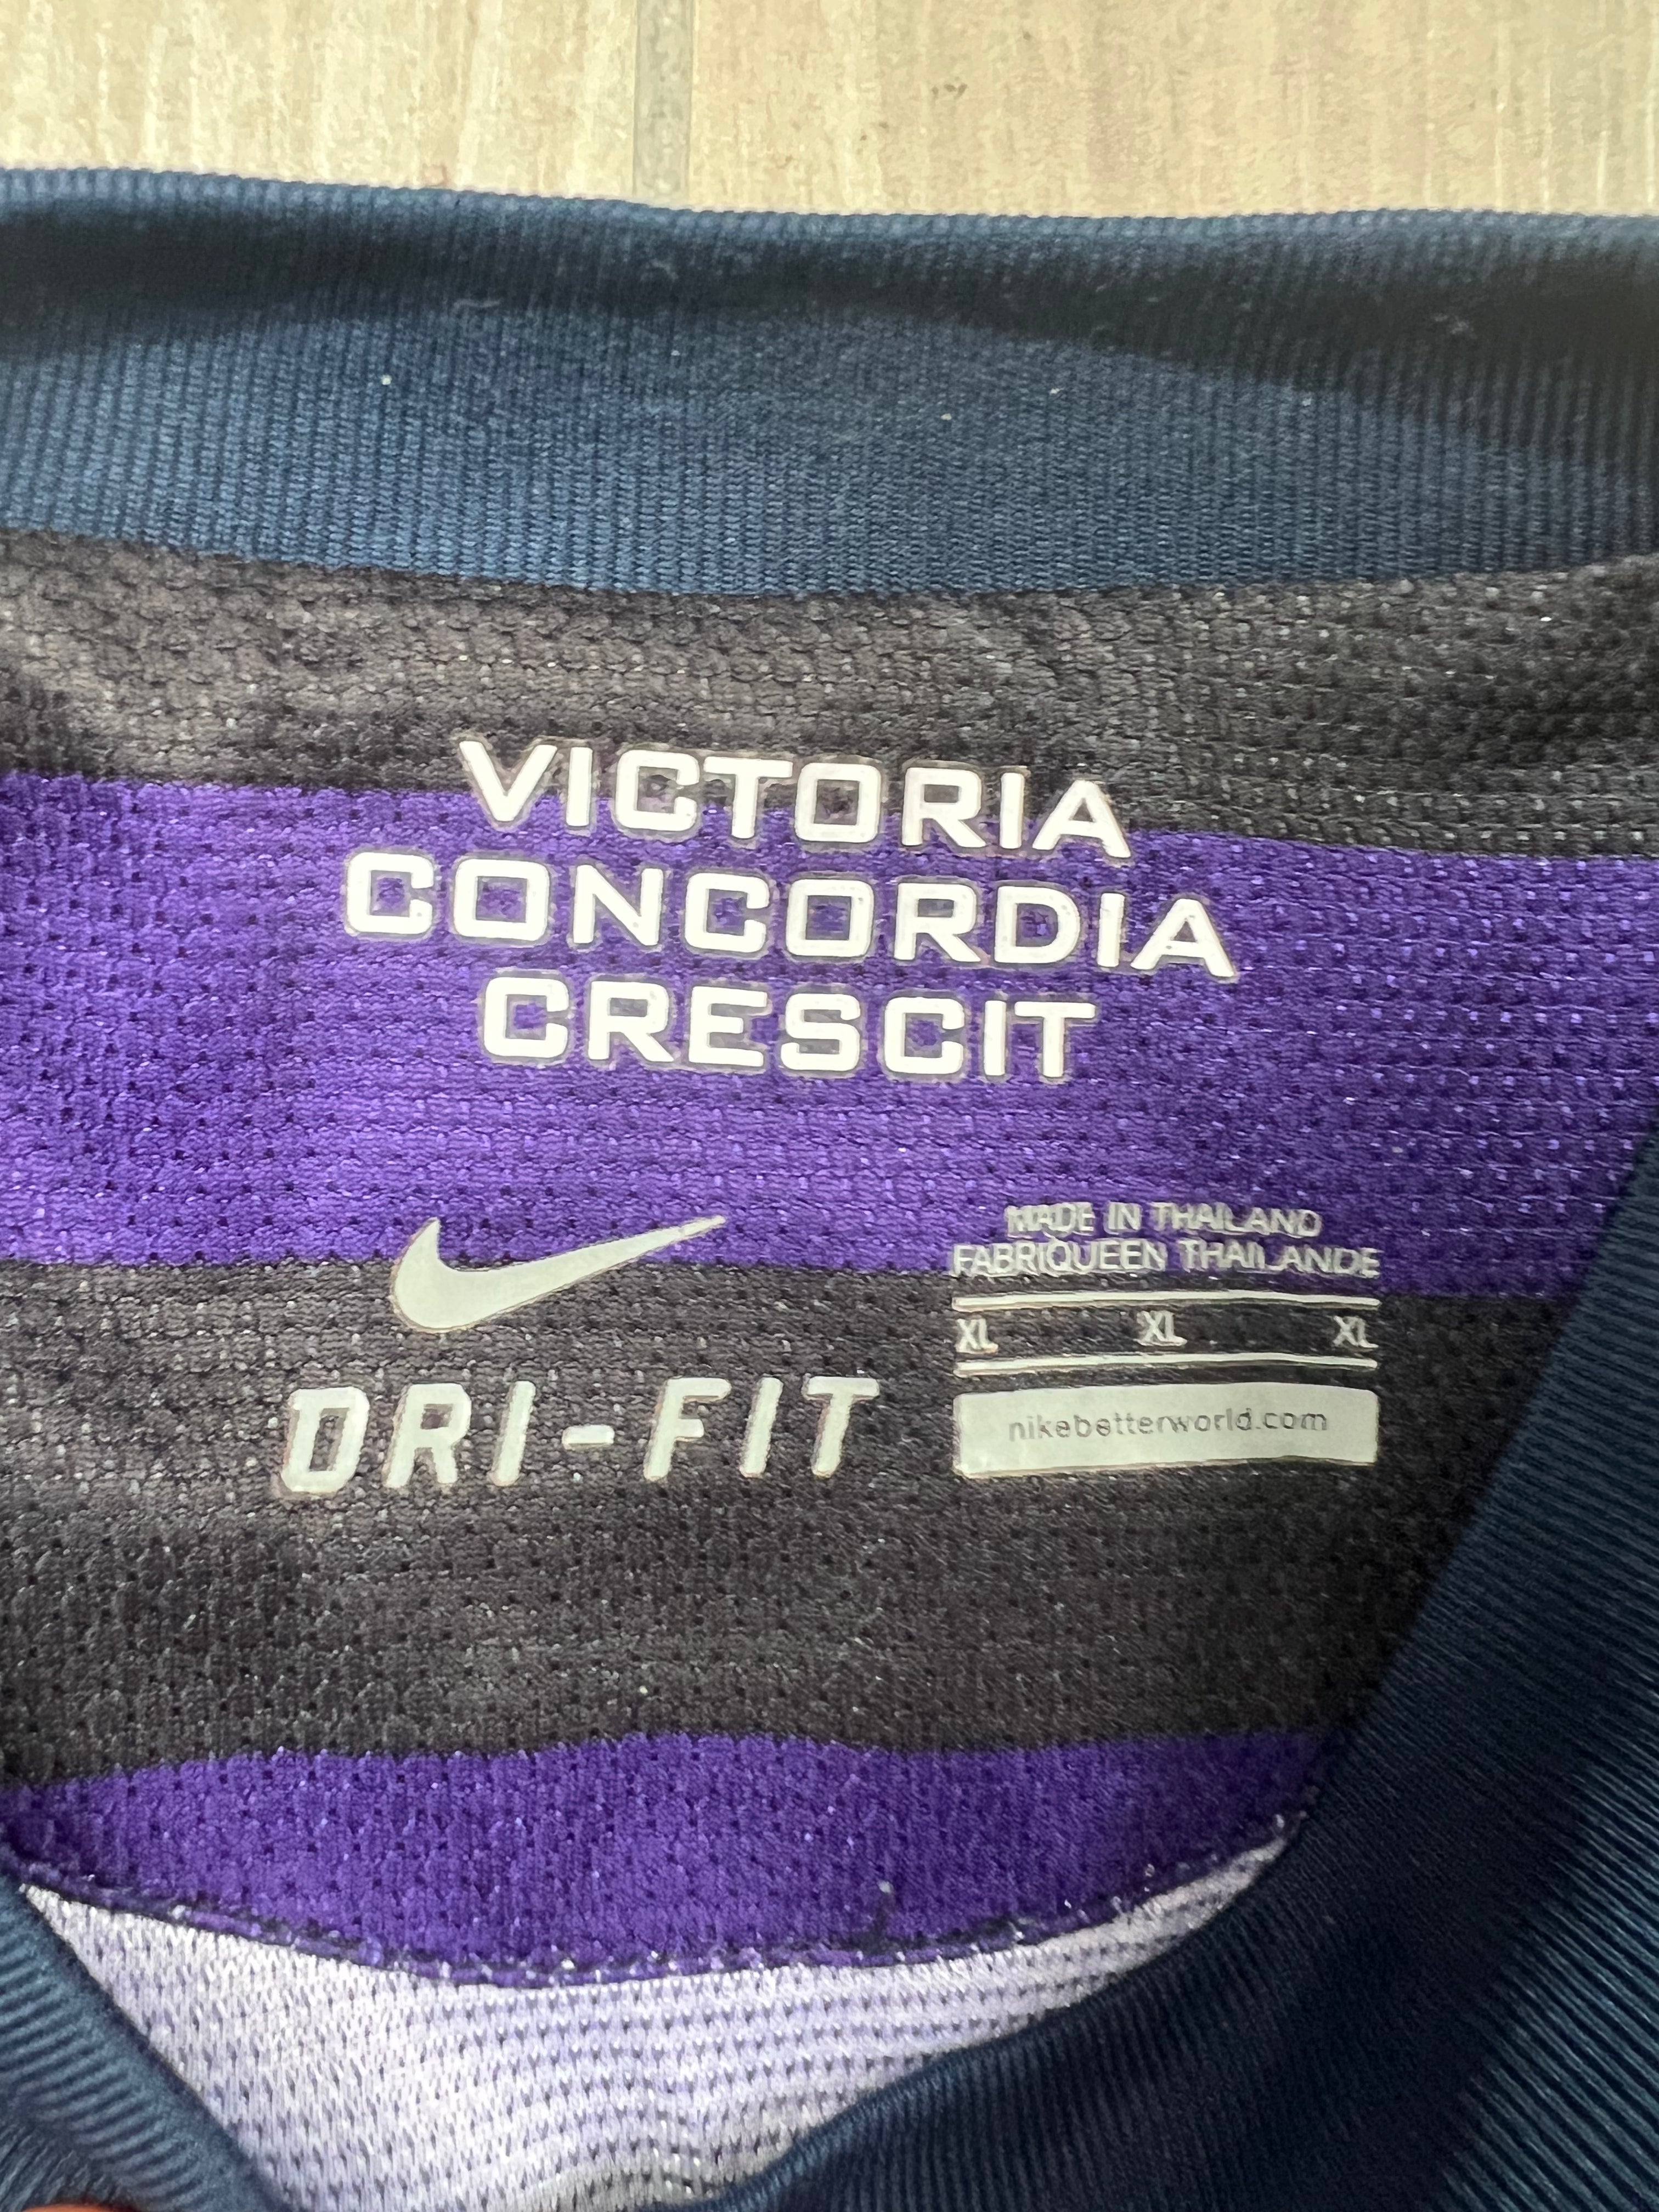 VICTORIA
CONCORDIA
CRESCIT
DRI-FIT
MADE IN THAILAND
FABRIQUEEN THAILANDE
XL XL XL
nikebetterworld.com